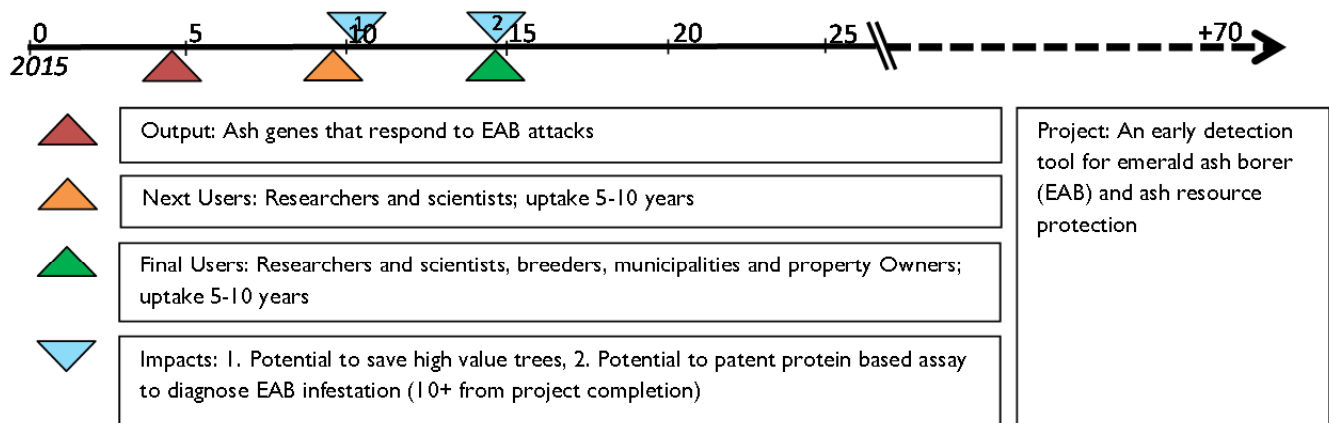 0 5 10 15 20 25 +70
1 2
2015
Output: Ash genes that respond to EAB attacks
Next Users: Researchers and scientists; uptake 5-10 years
Final Users: Researchers and scientists, breeders, municipalities and property Owners;
uptake 5-10 years
Impacts: 1. Potential to save high value trees, 2. Potential to patent protein based assay
to diagnose EAB infestation (10+ from project completion)
Project: An early detection
tool for emerald ash borer
(EAB) and ash resource
protection